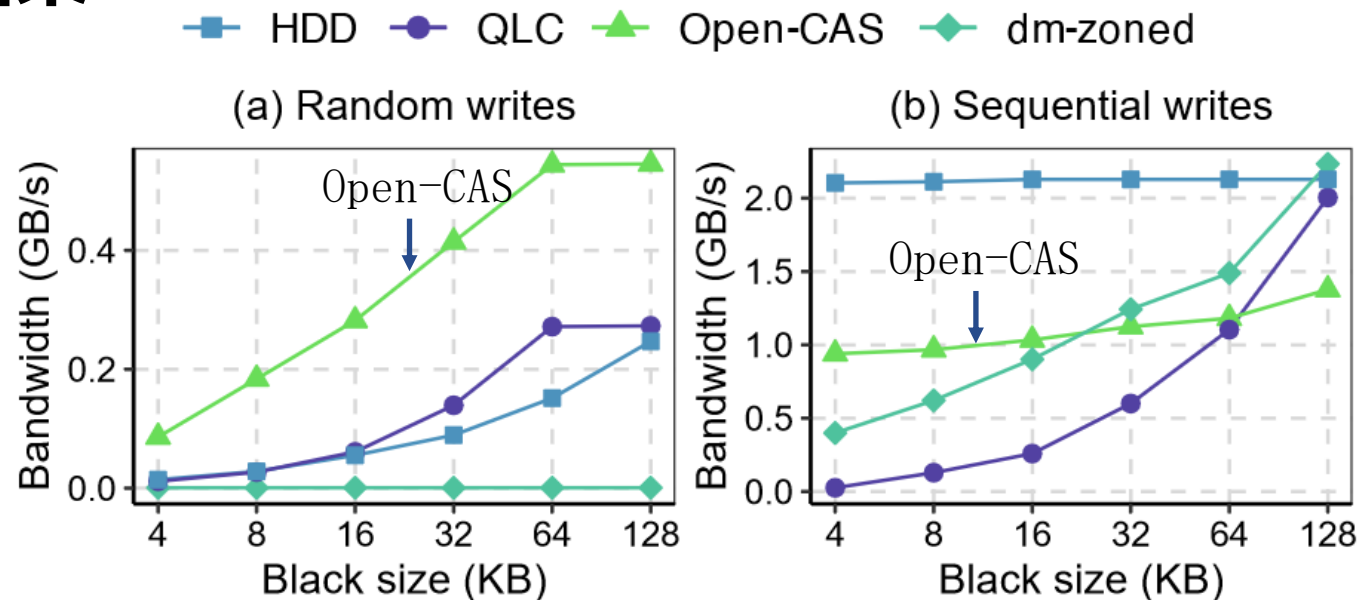 HDD QLC Open-CAS dm-zoned
(a) Random writes
Bandwidth (GB/s)
0.4
0.2
0.0
Open-CAS
4 8 16 32 64 128
Black size (KB)
(b) Sequential writes
Bandwidth (GB/s)
2.0
1.5
1.0
0.5
0.0
Open-CAS
4 8 16 32 64 128
Black size (KB)